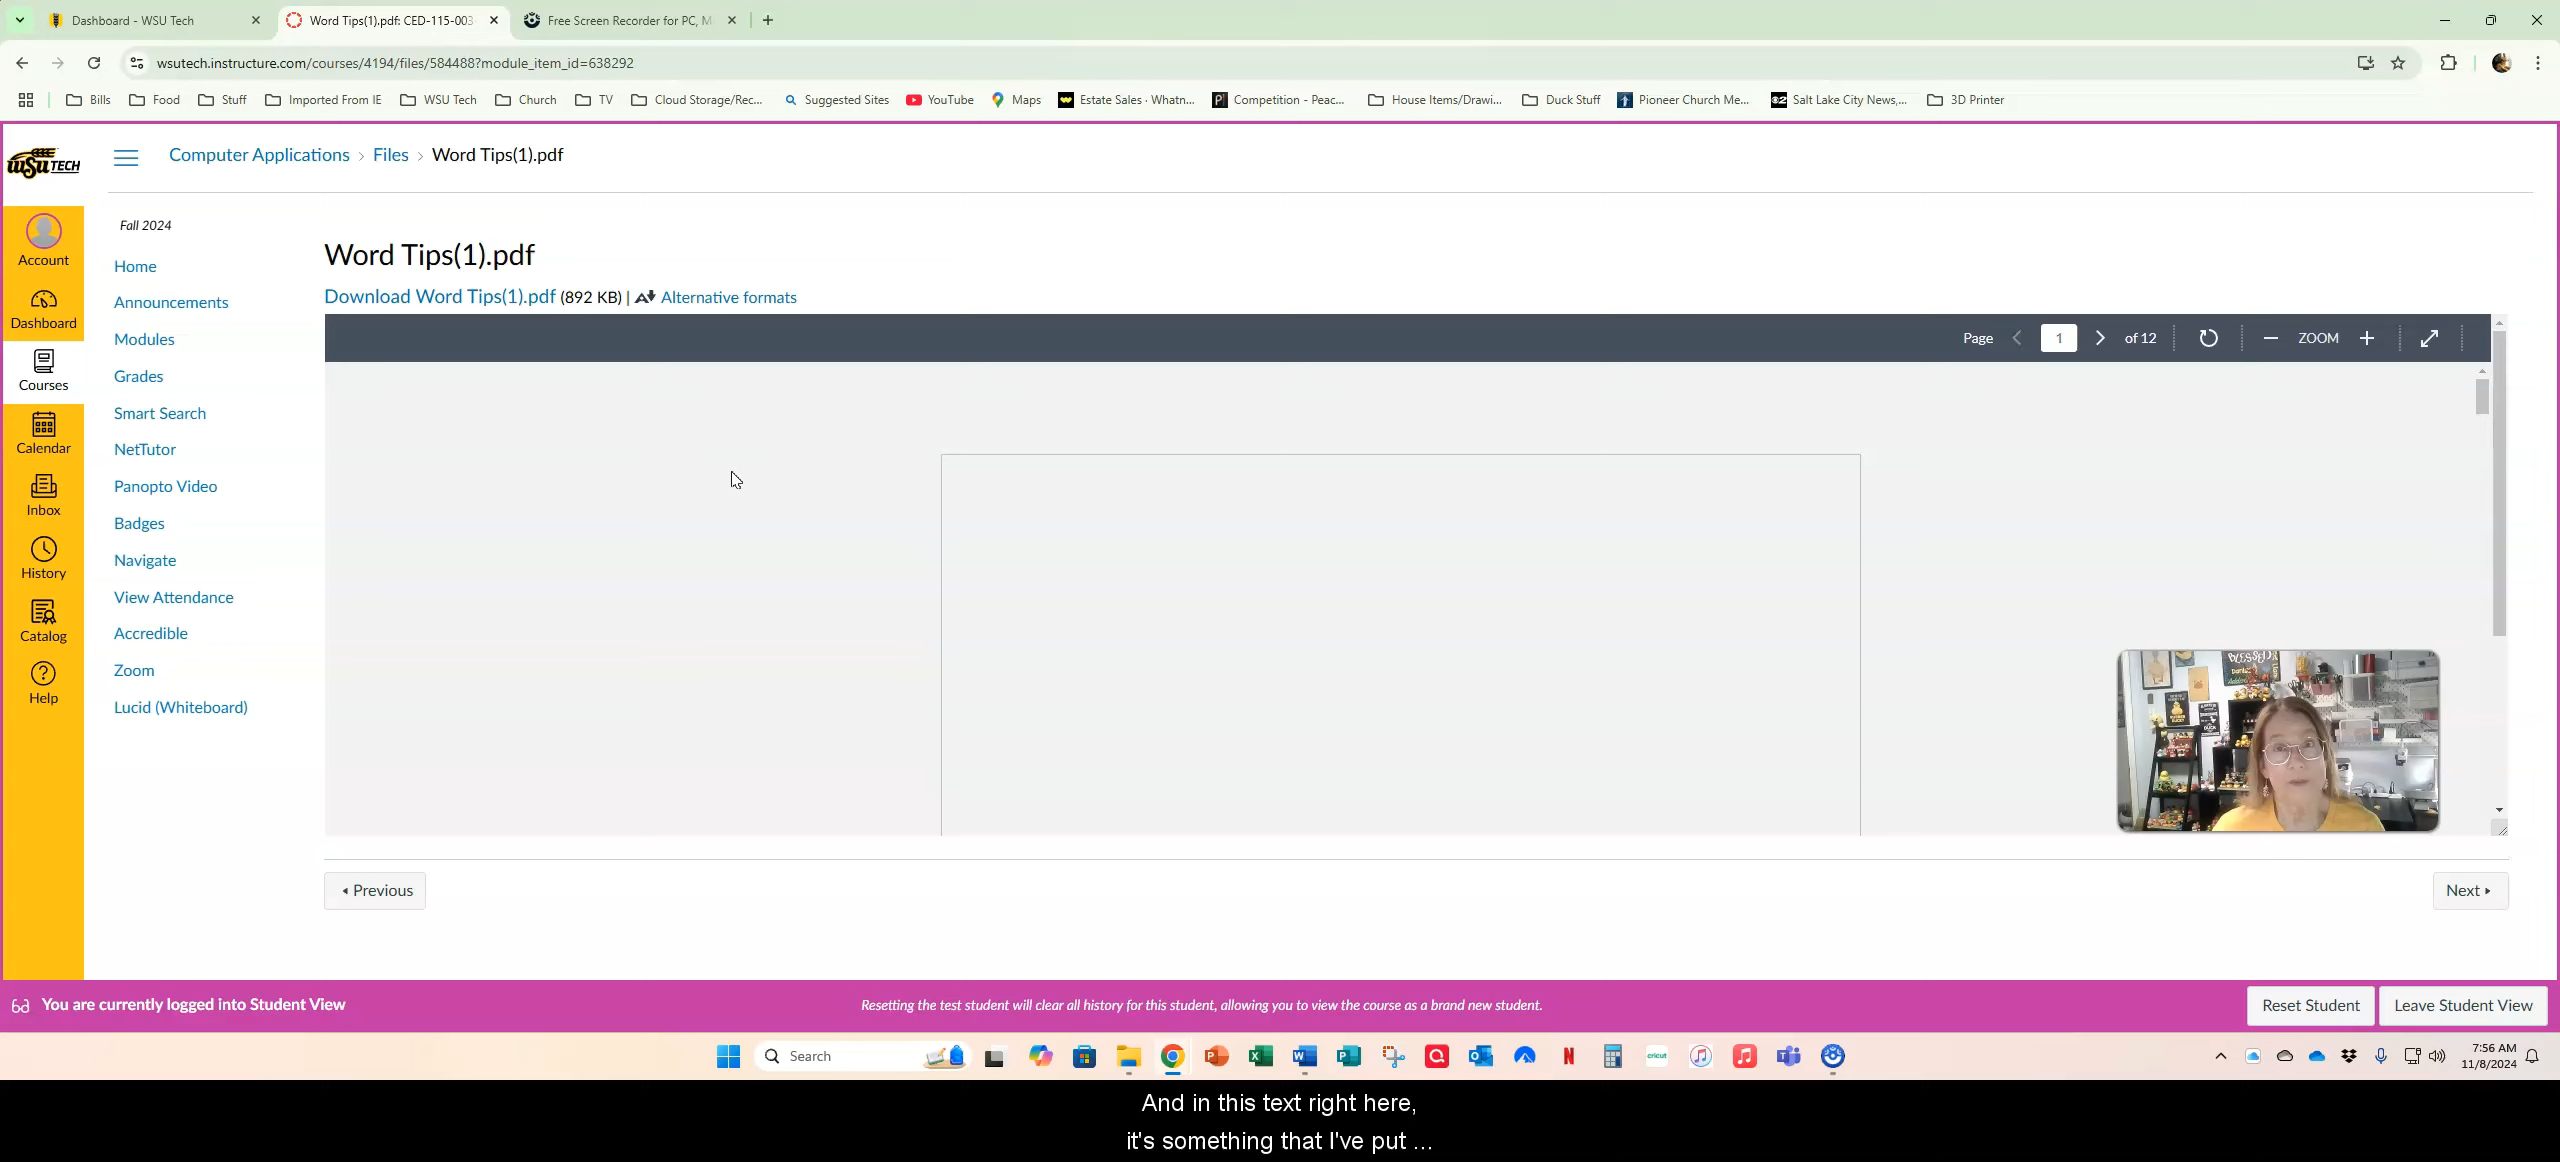 Dashboard - WSU Tech
Word Tips(1).pdf: CED-115-003-
Free Screen Recorder for PC, M
wsutech.instructure.com/courses/4194/files/584488?module_item_id=638292
Bills
Food
Stuff
Imported From IE
WSU Tech
Church
TV
Cloud Storage/Rec...
Suggested Sites
YouTube
Maps
Estate Sales · Whatn...
Competition - Peac...
House Items/Drawi...
Duck Stuff
Pioneer Church Me...
Salt Lake City News,...
3D Printer
WSU TECH
Computer Applications > Files > Word Tips(1).pdf
Account
Dashboard
Courses
Calendar
Inbox
History
Catalog
Help
Fall 2024
Home
Announcements
Modules
Grades
Smart Search
NetTutor
Panopto Video
Badges
Navigate
View Attendance
Accredible
Zoom
Lucid (Whiteboard)
Word Tips(1).pdf
Download Word Tips(1).pdf (892 KB) | Alternative formats
Page 1 of 12 ZOOM
BLESSED
Previous
Next
You are currently logged into Student View
Resetting the test student will clear all history for this student, allowing you to view the course as a brand new student.
Reset Student
Leave Student View
Search
cricut
7:56 AM
11/8/2024
And in this text right here,
it's something that I've put ...